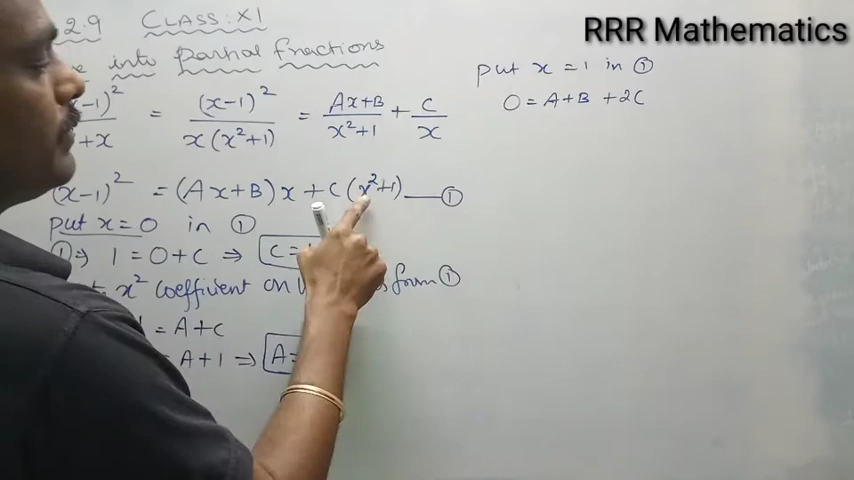 RRR Mathematics
2.9 CLASS: XI
into Partial fractions
-1)² / +x = (x-1)² / x(x²+1) = Ax+B / x²+1 + C / x
(x-1)² = (Ax+B)x + C(x²+1) — ①
put x=0 in ①
①⇒ 1 = 0+C ⇒ C=
x² coefficient on from ①
= A+C
= A+1 ⇒ A=
put x=1 in ①
0 = A+B +2C